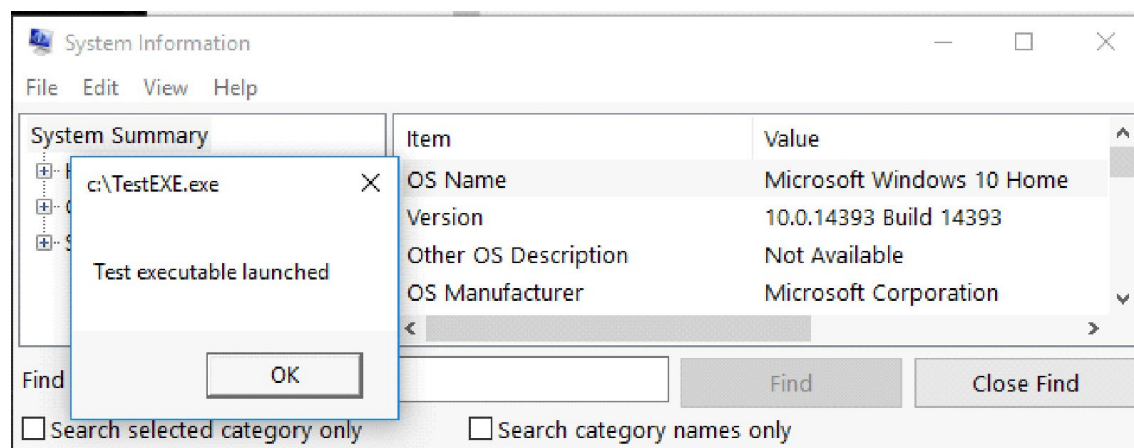 System Information
File Edit View Help
System Summary
Item Value
c:\TestEXE.exe
Test executable launched
OK
OS Name Microsoft Windows 10 Home
Version 10.0.14393 Build 14393
Other OS Description Not Available
OS Manufacturer Microsoft Corporation
Find Find Close Find
Search selected category only Search category names only